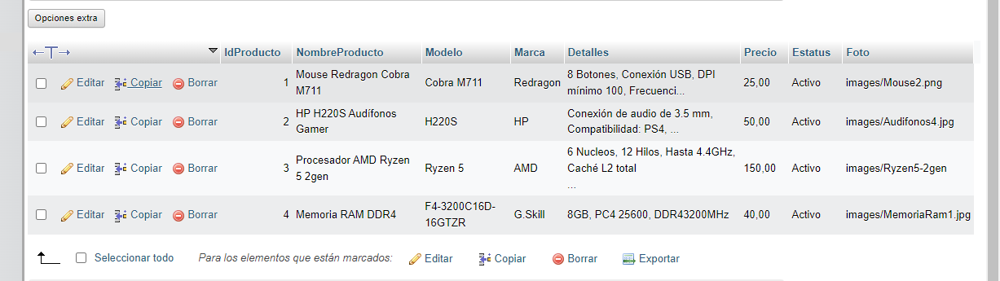 Opciones extra
IdProducto NombreProducto Modelo Marca Detalles Precio Estatus Foto
Editar Copiar Borrar 1 Mouse Redragon Cobra M711 Cobra M711 Redragon 8 Botones, Conexión USB, DPI mínimo 100, Frecuenci... 25,00 Activo images/Mouse2.png
Editar Copiar Borrar 2 HP H220S Audífonos Gamer H220S HP Conexión de audio de 3.5 mm, Compatibilidad: PS4, ... 50,00 Activo images/Audifonos4.jpg
Editar Copiar Borrar 3 Procesador AMD Ryzen 5 2gen Ryzen 5 AMD 6 Nucleos, 12 Hilos, Hasta 4.4GHz, Caché L2 total ... 150,00 Activo images/Ryzen5-2gen
Editar Copiar Borrar 4 Memoria RAM DDR4 F4-3200C16D-16GTZR G.Skill 8GB, PC4 25600, DDR43200MHz 40,00 Activo images/MemoriaRam1.jpg
Seleccionar todo Para los elementos que están marcados: Editar Copiar Borrar Exportar